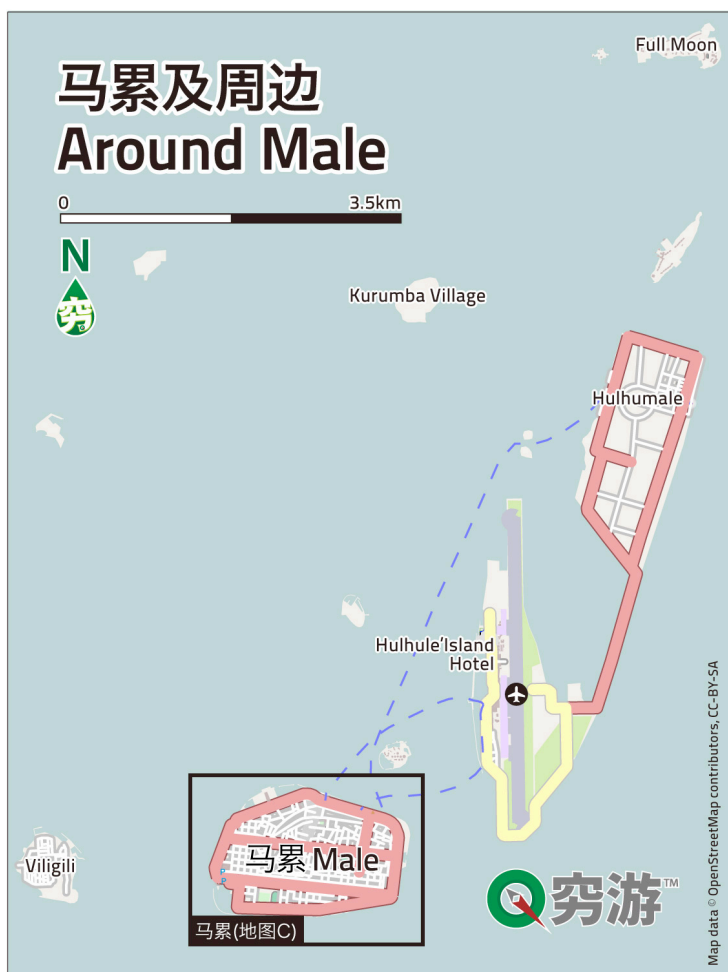 Full Moon
马累及周边
Around Male
0 3.5km
N
穷
Kurumba Village
Hulhumale
Hulhule'Island
Hotel
马累 Male
Viligili
马累(地图C)
穷游™
Map data © OpenStreetMap contributors, CC-BY-SA